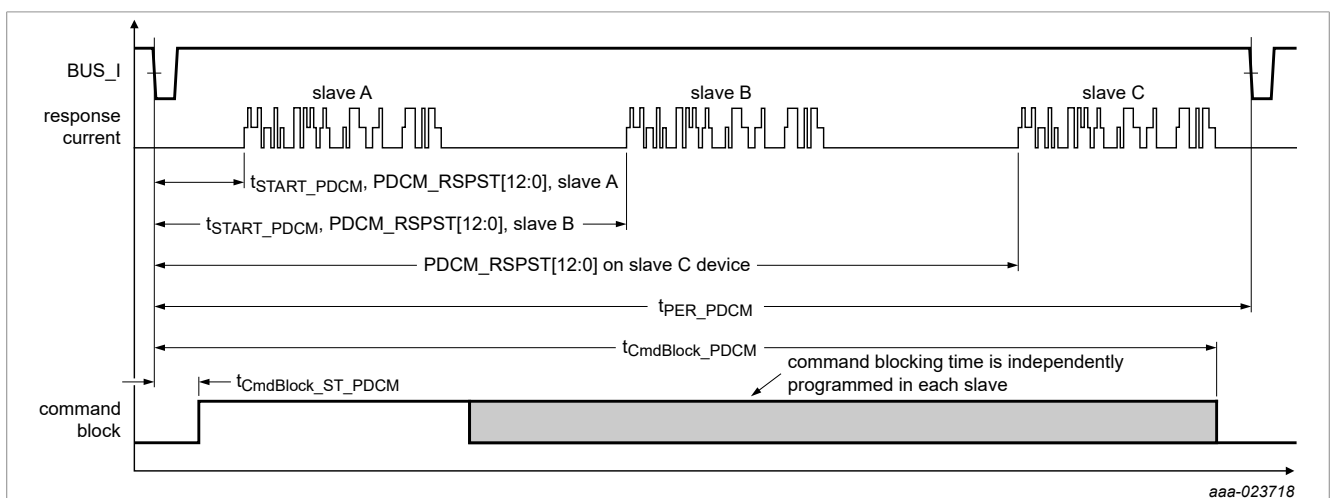 BUS_I
slave A
slave B
slave C
response
current
tSTART_PDCM, PDCM_RSPST[12:0], slave A
tSTART_PDCM, PDCM_RSPST[12:0], slave B
PDCM_RSPST[12:0] on slave C device
tPER_PDCM
tCmdBlock_PDCM
command blocking time is independently
programmed in each slave
tCmdBlock_ST_PDCM
command
block
aaa-023718